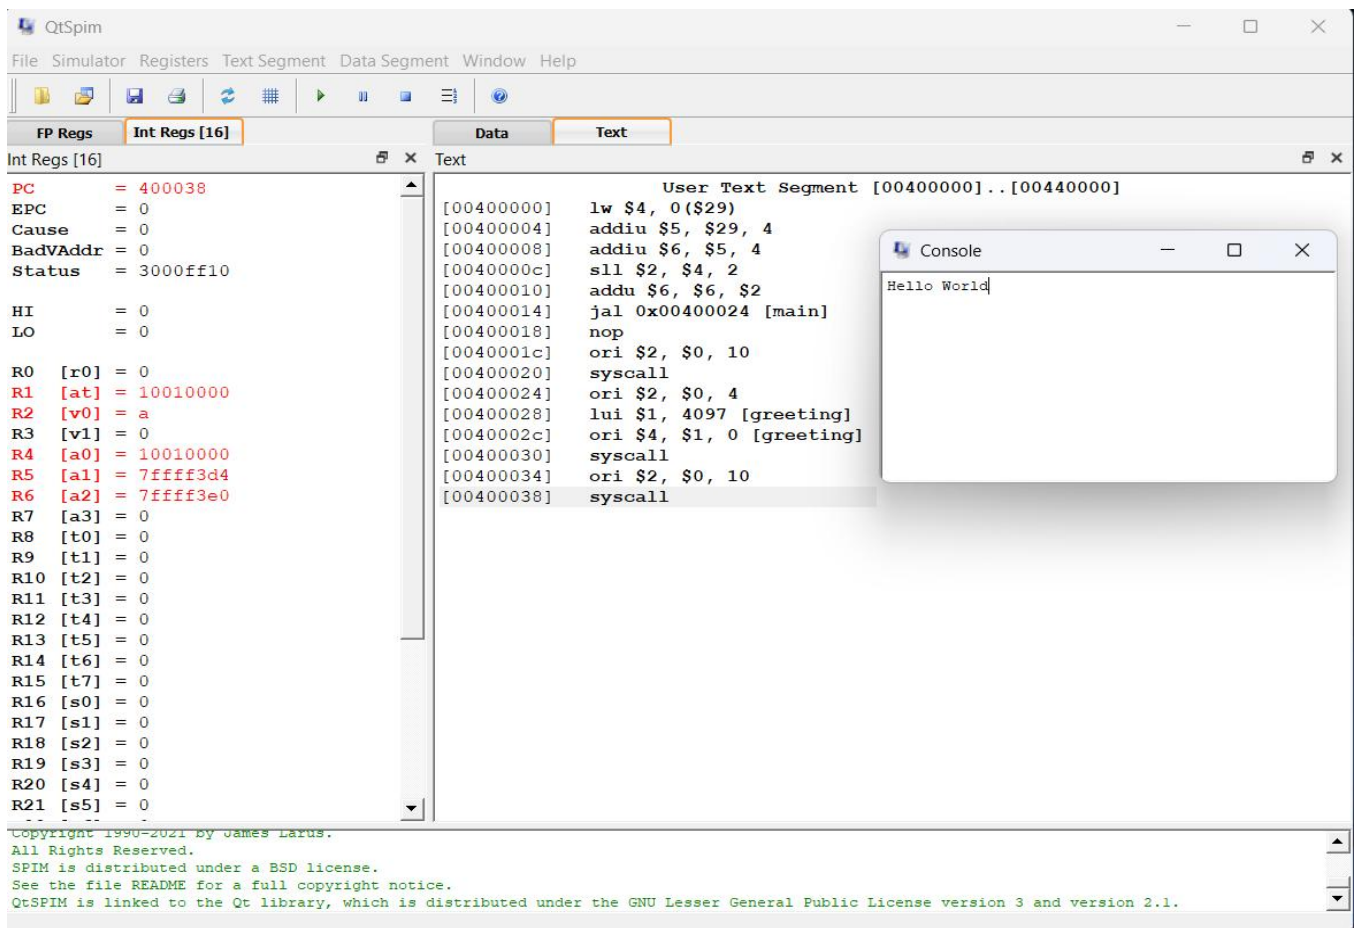 QtSpim
File Simulator Registers Text Segment Data Segment Window Help
FP Regs Int Regs [16] Data Text
Int Regs [16]
PC = 400038
EPC = 0
Cause = 0
BadVAddr = 0
Status = 3000ff10
HI = 0
LO = 0
R0 [r0] = 0
R1 [at] = 10010000
R2 [v0] = a
R3 [v1] = 0
R4 [a0] = 10010000
R5 [a1] = 7ffff3d4
R6 [a2] = 7ffff3e0
R7 [a3] = 0
R8 [t0] = 0
R9 [t1] = 0
R10 [t2] = 0
R11 [t3] = 0
R12 [t4] = 0
R13 [t5] = 0
R14 [t6] = 0
R15 [t7] = 0
R16 [s0] = 0
R17 [s1] = 0
R18 [s2] = 0
R19 [s3] = 0
R20 [s4] = 0
R21 [s5] = 0
Text
User Text Segment [00400000]..[00440000]
[00400000] lw $4, 0($29)
[00400004] addiu $5, $29, 4
[00400008] addiu $6, $5, 4
[0040000c] sll $2, $4, 2
[00400010] addu $6, $6, $2
[00400014] jal 0x00400024 [main]
[00400018] nop
[0040001c] ori $2, $0, 10
[00400020] syscall
[00400024] ori $2, $0, 4
[00400028] lui $1, 4097 [greeting]
[0040002c] ori $4, $1, 0 [greeting]
[00400030] syscall
[00400034] ori $2, $0, 10
[00400038] syscall
Console
Hello World
Copyright 1990-2021 by James Larus.
All Rights Reserved.
SPIM is distributed under a BSD license.
See the file README for a full copyright notice.
QtSPIM is linked to the Qt library, which is distributed under the GNU Lesser General Public License version 3 and version 2.1.